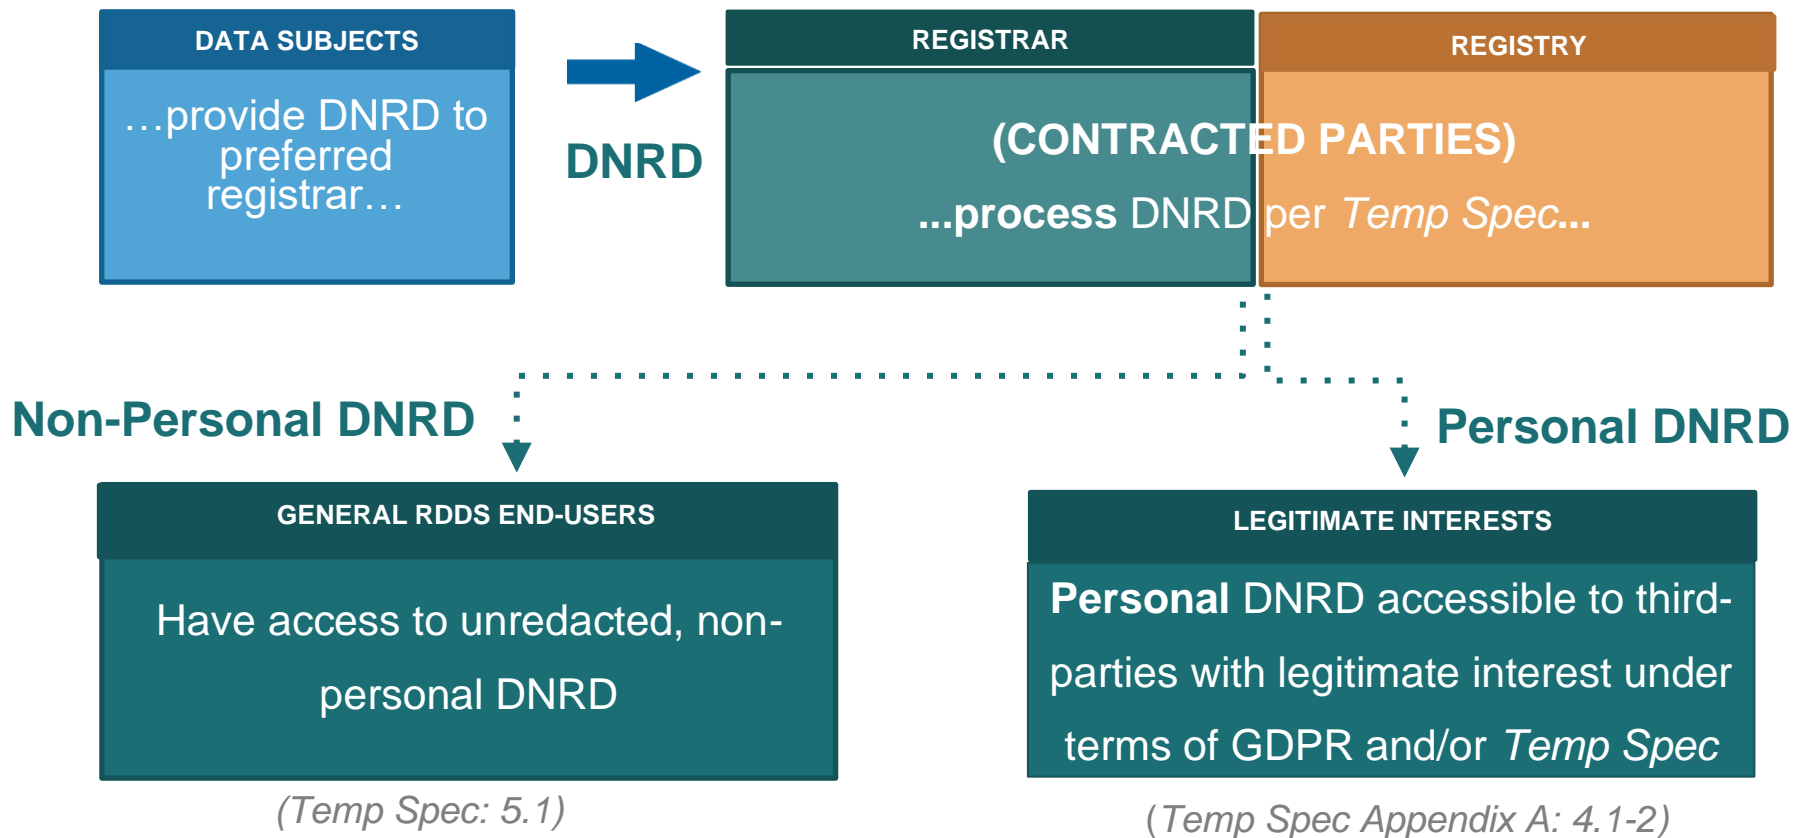 DATA SUBJECTS
…provide DNRD to
preferred
registrar…
DNRD
REGISTRAR
REGISTRY
(CONTRACTED PARTIES)
...process DNRD per Temp Spec...
Non-Personal DNRD
Personal DNRD
GENERAL RDDS END-USERS
Have access to unredacted, non-
personal DNRD
(Temp Spec: 5.1)
LEGITIMATE INTERESTS
Personal DNRD accessible to third-
parties with legitimate interest under
terms of GDPR and/or Temp Spec
(Temp Spec Appendix A: 4.1-2)